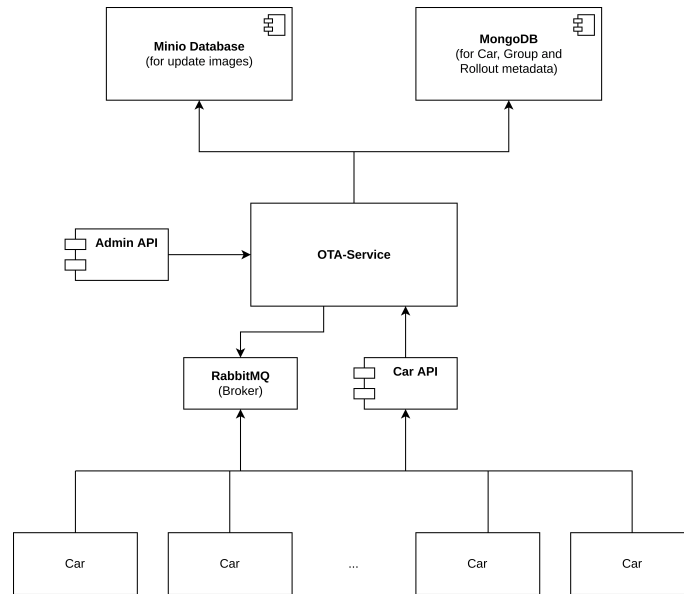 Minio Database
(for update images)
MongoDB
(for Car, Group and
Rollout metadata)
Admin API
OTA-Service
RabbitMQ
(Broker)
Car API
Car
Car
...
Car
Car